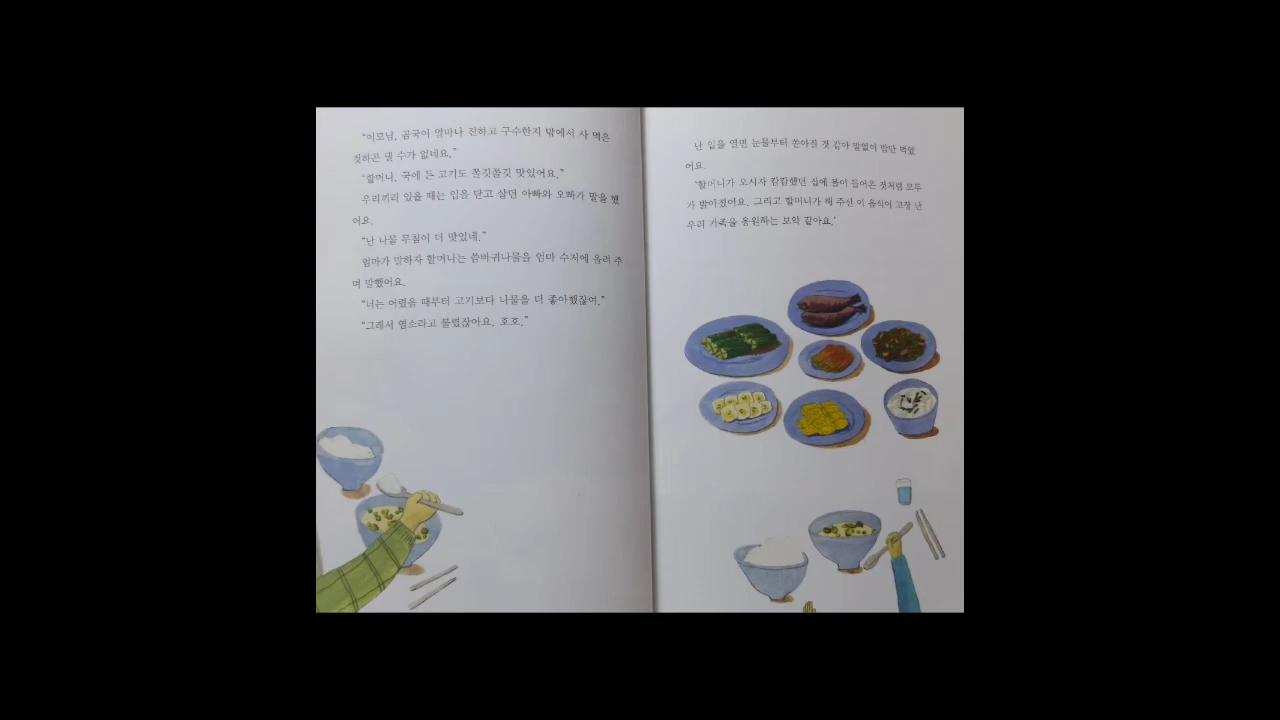 "이모님, 곰국이 얼마나 진하고 구수한지 밖에서 사 먹은
것하곤 댈 수가 없네요."
"할머니, 국에 든 고기도 쫄깃쫄깃 맛있어요."
우리끼리 있을 때는 입을 닫고 살던 아빠와 오빠가 말을 했
어요.
"난 나물 무침이 더 맛있네."
엄마가 말하자 할머니는 씀바귀나물을 엄마 수저에 올려 주
며 말했어요.
"너는 어렸을 때부터 고기보다 나물을 더 좋아했잖여."
"그래서 염소라고 불렸잖아요. 호호."
난 입을 열면 눈물부터 쏟아질 것 같아 말없이 밥만 먹었
어요.
'할머니가 오시자 캄캄했던 집에 불이 들어온 것처럼 모두
가 밝아졌어요. 그리고 할머니가 해 주신 이 음식이 고장 난
우리 가족을 응원하는 보약 같아요.'